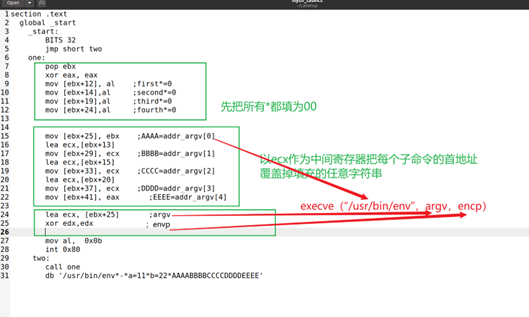 Open
1 section .text
2 global _start
3 _start:
4 BITS 32
5 jmp short two
6 one:
7 pop ebx
8 xor eax, eax
9 mov [ebx+12], al ;first*=0
10 mov [ebx+14],al ;second*=0
11 mov [ebx+19],al ;third*=0
12 mov [ebx+24],al ;fourth*=0
先把所有*都填为00
13
14
15 mov [ebx+25], ebx ;AAAA=addr_argv[0]
16 lea ecx,[ebx+13]
17 mov [ebx+29], ecx ;BBBB=addr_argv[1]
18 lea ecx,[ebx+15]
19 mov [ebx+33], ecx ;CCCC=addr_argv[2]
20 lea ecx,[ebx+20]
21 mov [ebx+37], ecx ;DDDD=addr_argv[3]
22 mov [ebx+41], eax ;EEEE=addr_argv[4]
以ecx作为中间寄存器把每个子命令的首地址
覆盖掉填充的任意字符串
execve（"/usr/bin/env"，argv，encp）
24 lea ecx, [ebx+25] ;argv
25 xor edx,edx ; envp
26
27 mov al, 0x0b
28 int 0x80
29 two:
30 call one
31 db '/usr/bin/env*-*a=11*b=22*AAAABBBBCCCCDDDDEEEE'